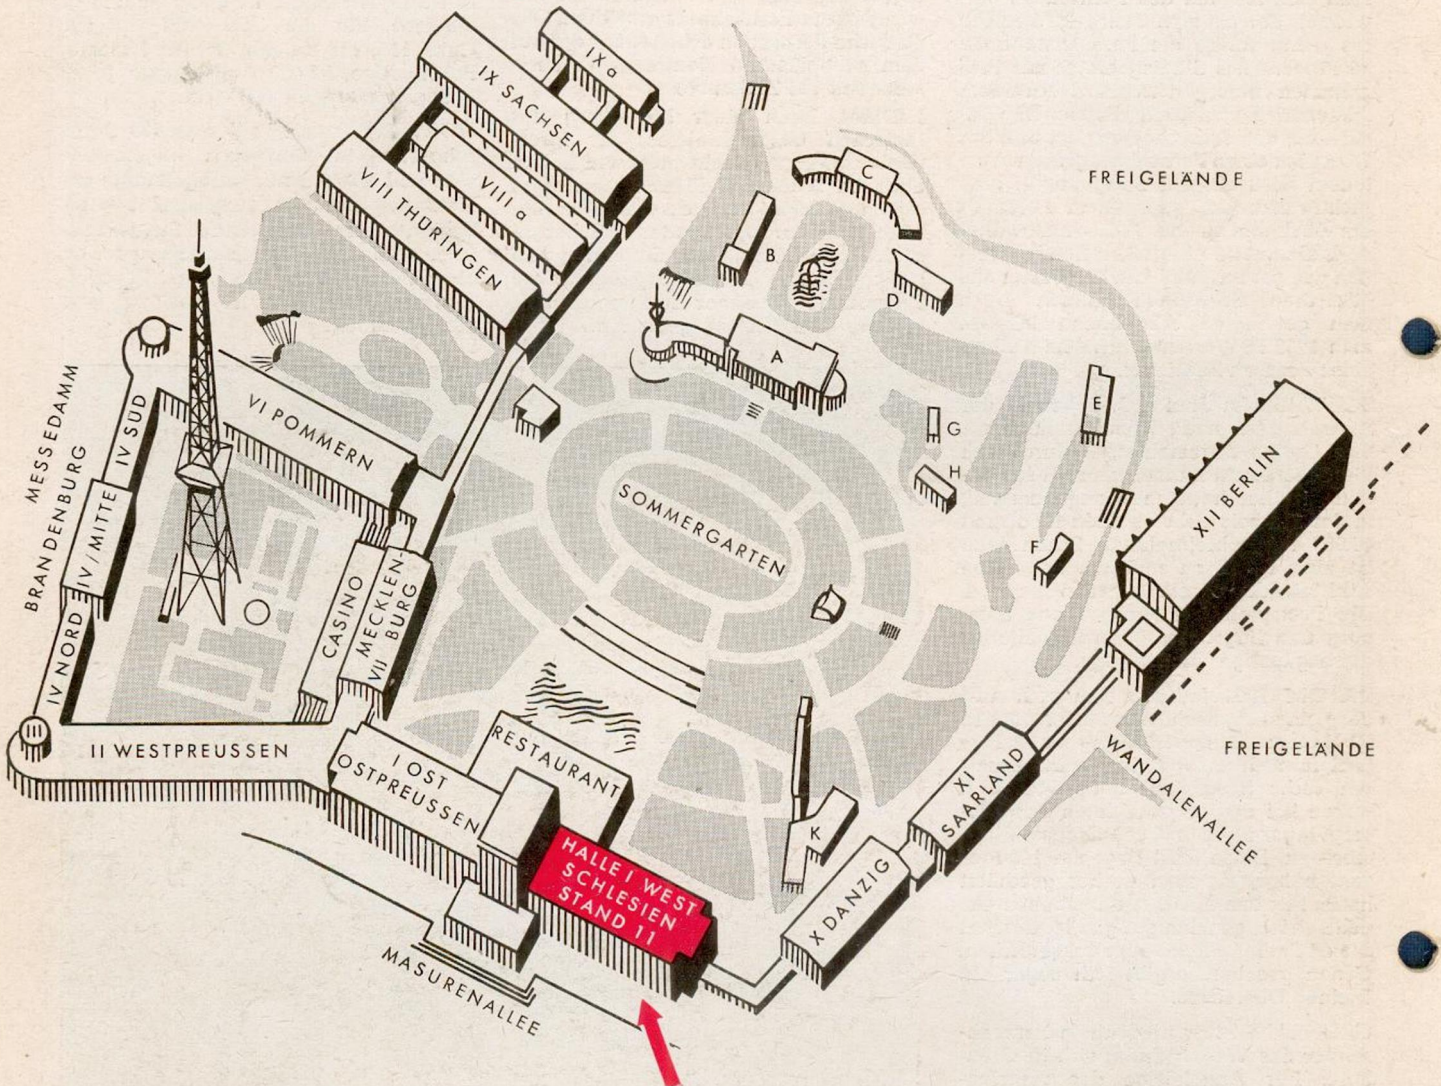 IX a
IX SACHSEN
VIII a
VIII THÜRINGEN
C
FREIGELÄNDE
B
D
A
E
G
H
F
MESSEDAMM
BRANDENBURG
IV SUD
IV/MITTE
IV NORD
III
VI POMMERN
CASINO
VII MECKLEN-
BURG
SOMMERGARTEN
XII BERLIN
II WESTPREUSSEN
I OST
OSTPREUSSEN
RESTAURANT
HALLE I WEST
SCHLESIEN
STAND 11
K
X DANZIG
XI
SAARLAND
WANDALENALLEE
FREIGELÄNDE
MASURENALLEE